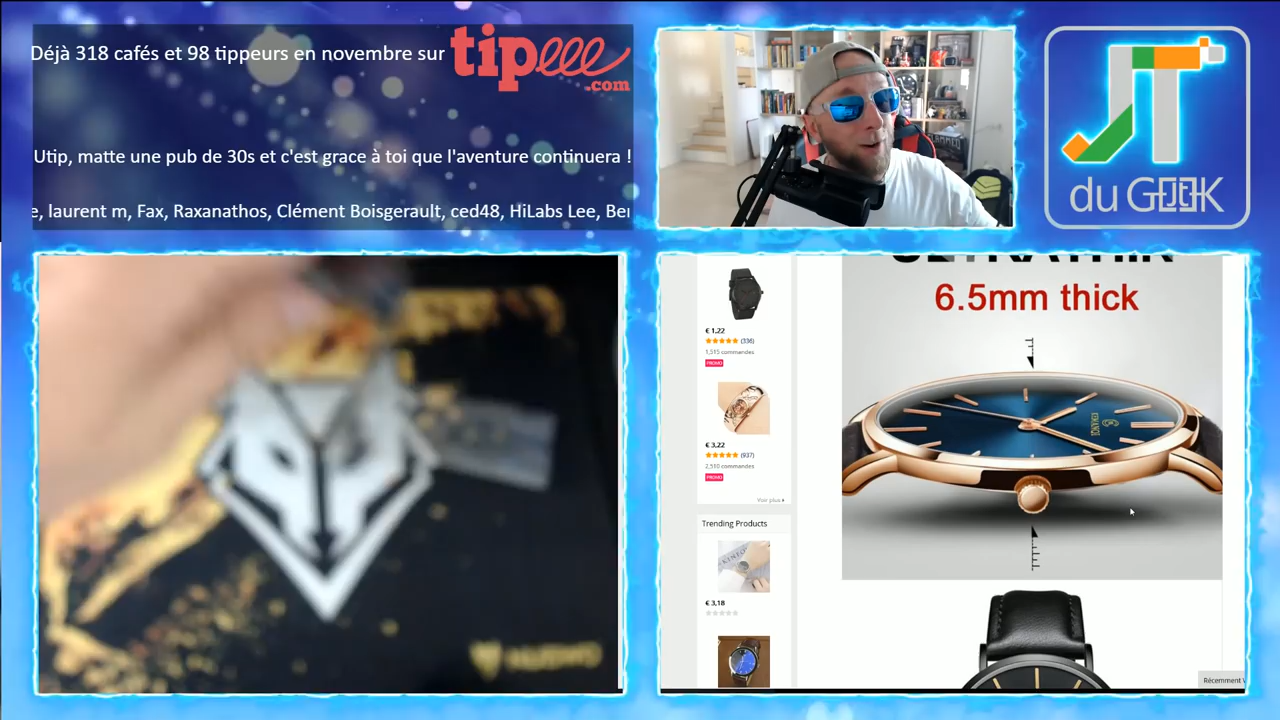 Déjà 318 cafés et 98 tippeurs en novembre sur tipeee
.com
Utip, matte une pub de 30s et c'est grace à toi que l'aventure continuera !
e, laurent m, Fax, Raxanathos, Clément Boisgerault, ced48, HiLabs Lee, Ber
JT
du GEEK
6.5mm thick
€ 1,22
(336)
1,515 commandes
PROMO
€ 3,22
(937)
2,510 commandes
PROMO
Voir plus
Trending Products
€ 3,18
Récemment V